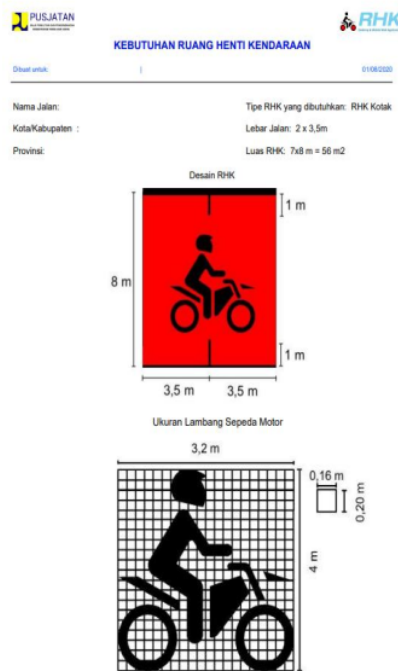 PUSJATAN
RHK
KEBUTUHAN RUANG HENTI KENDARAAN
Dibuat untuk: | 01/08/2020
Nama Jalan: Tipe RHK yang dibutuhkan: RHK Kotak
Kota/Kabupaten : Lebar Jalan: 2 x 3,5m
Provinsi: Luas RHK: 7x8 m = 56 m2
Desain RHK
1 m
8 m
1 m
3,5 m 3,5 m
Ukuran Lambang Sepeda Motor
3,2 m
0,16 m
0,20 m
4 m